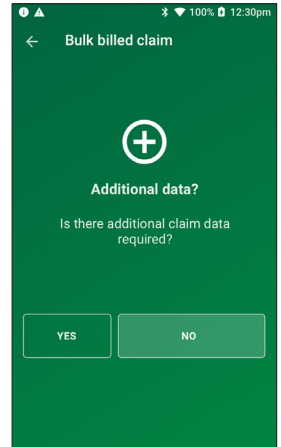 100% 12:30pm
Bulk billed claim
Additional data?
Is there additional claim data
required?
YES NO